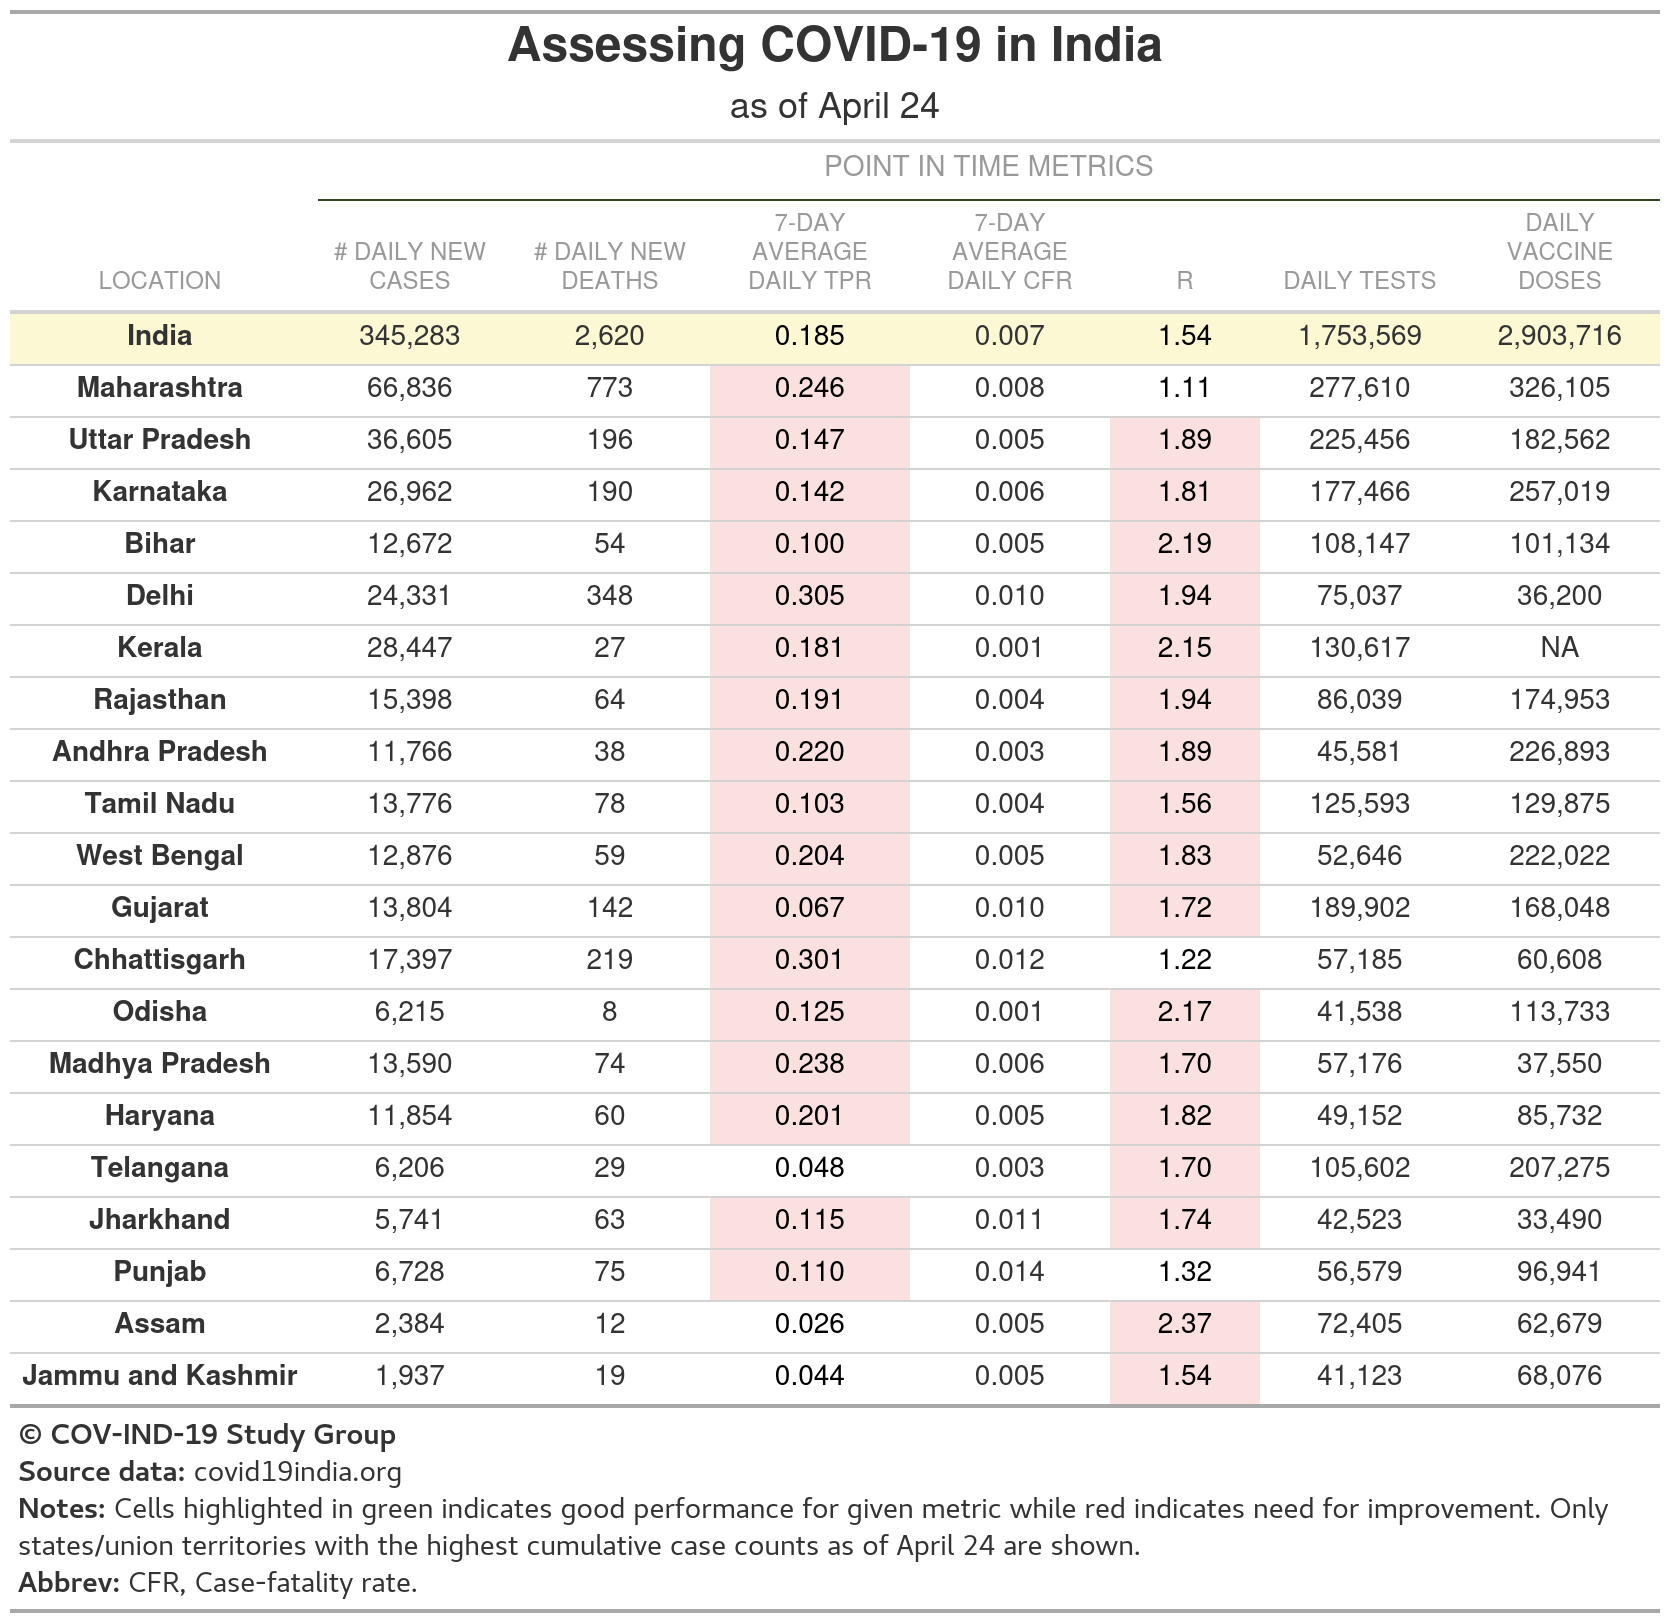 Assessing COVID-19 in India
as of April 24
POINT IN TIME METRICS
LOCATION # DAILY NEW CASES # DAILY NEW DEATHS 7-DAY AVERAGE DAILY TPR 7-DAY AVERAGE DAILY CFR R DAILY TESTS DAILY VACCINE DOSES
India 345,283 2,620 0.185 0.007 1.54 1,753,569 2,903,716
Maharashtra 66,836 773 0.246 0.008 1.11 277,610 326,105
Uttar Pradesh 36,605 196 0.147 0.005 1.89 225,456 182,562
Karnataka 26,962 190 0.142 0.006 1.81 177,466 257,019
Bihar 12,672 54 0.100 0.005 2.19 108,147 101,134
Delhi 24,331 348 0.305 0.010 1.94 75,037 36,200
Kerala 28,447 27 0.181 0.001 2.15 130,617 NA
Rajasthan 15,398 64 0.191 0.004 1.94 86,039 174,953
Andhra Pradesh 11,766 38 0.220 0.003 1.89 45,581 226,893
Tamil Nadu 13,776 78 0.103 0.004 1.56 125,593 129,875
West Bengal 12,876 59 0.204 0.005 1.83 52,646 222,022
Gujarat 13,804 142 0.067 0.010 1.72 189,902 168,048
Chhattisgarh 17,397 219 0.301 0.012 1.22 57,185 60,608
Odisha 6,215 8 0.125 0.001 2.17 41,538 113,733
Madhya Pradesh 13,590 74 0.238 0.006 1.70 57,176 37,550
Haryana 11,854 60 0.201 0.005 1.82 49,152 85,732
Telangana 6,206 29 0.048 0.003 1.70 105,602 207,275
Jharkhand 5,741 63 0.115 0.011 1.74 42,523 33,490
Punjab 6,728 75 0.110 0.014 1.32 56,579 96,941
Assam 2,384 12 0.026 0.005 2.37 72,405 62,679
Jammu and Kashmir 1,937 19 0.044 0.005 1.54 41,123 68,076
© COV-IND-19 Study Group
Source data: covid19india.org
Notes: Cells highlighted in green indicates good performance for given metric while red indicates need for improvement. Only
states/union territories with the highest cumulative case counts as of April 24 are shown.
Abbrev: CFR, Case-fatality rate.